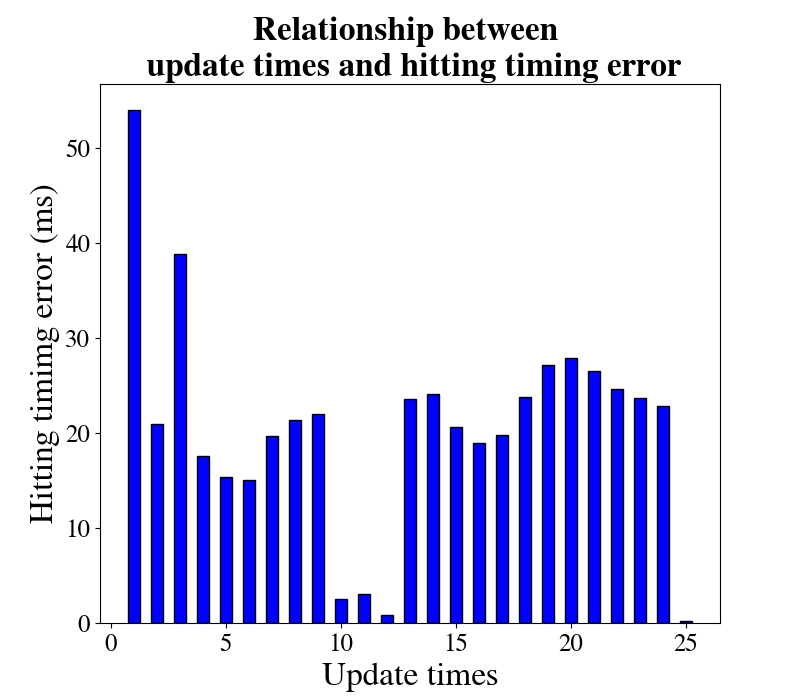 Relationship between
update times and hitting timing error
Hitting timimg error (ms)
50
40
30
20
10
0
0 5 10 15 20 25
Update times